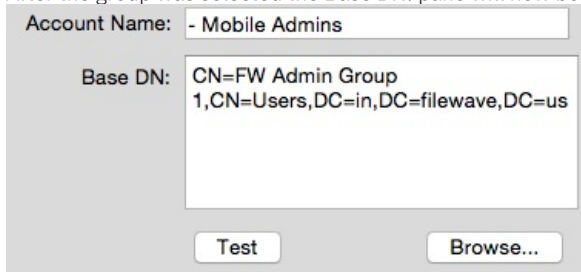 Account Name: - Mobile Admins
Base DN: CN=FW Admin Group
1,CN=Users,DC=in,DC=filewave,DC=us
Test Browse...